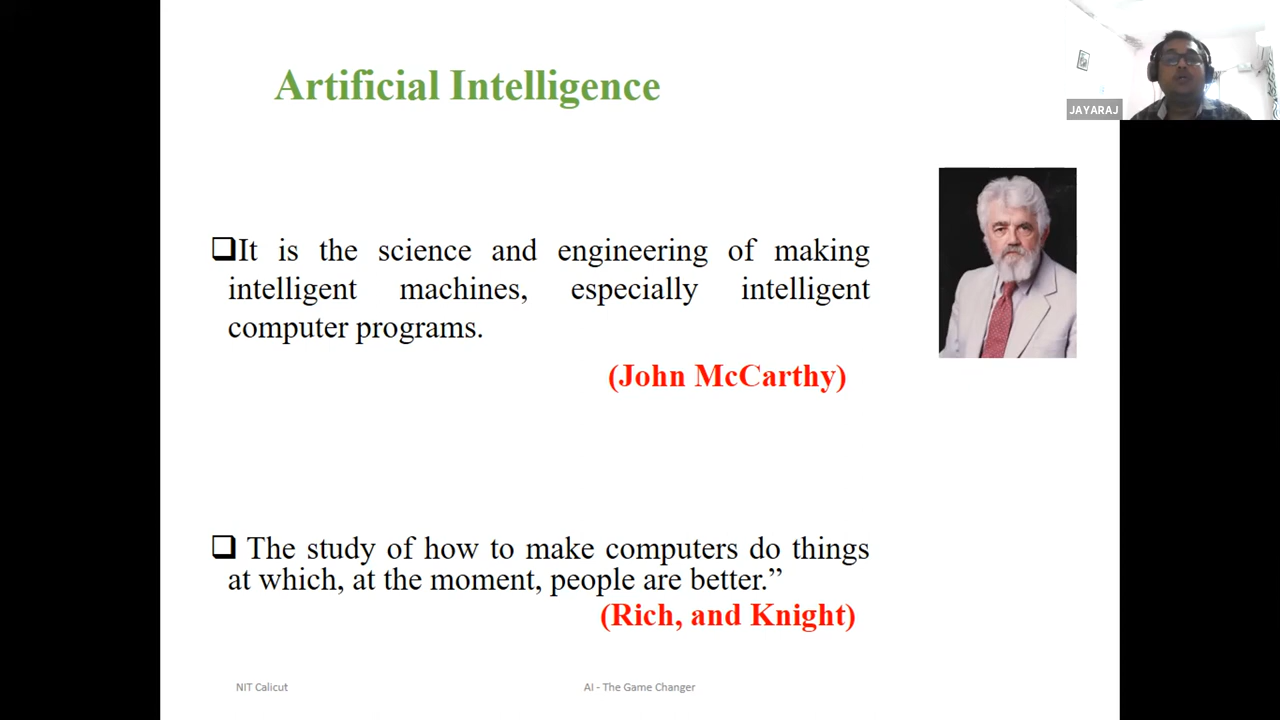 Artificial Intelligence
JAYARAJ
❑It is the science and engineering of making
intelligent machines, especially intelligent
computer programs.
(John McCarthy)
❑ The study of how to make computers do things
at which, at the moment, people are better.”
(Rich, and Knight)
NIT Calicut
AI - The Game Changer